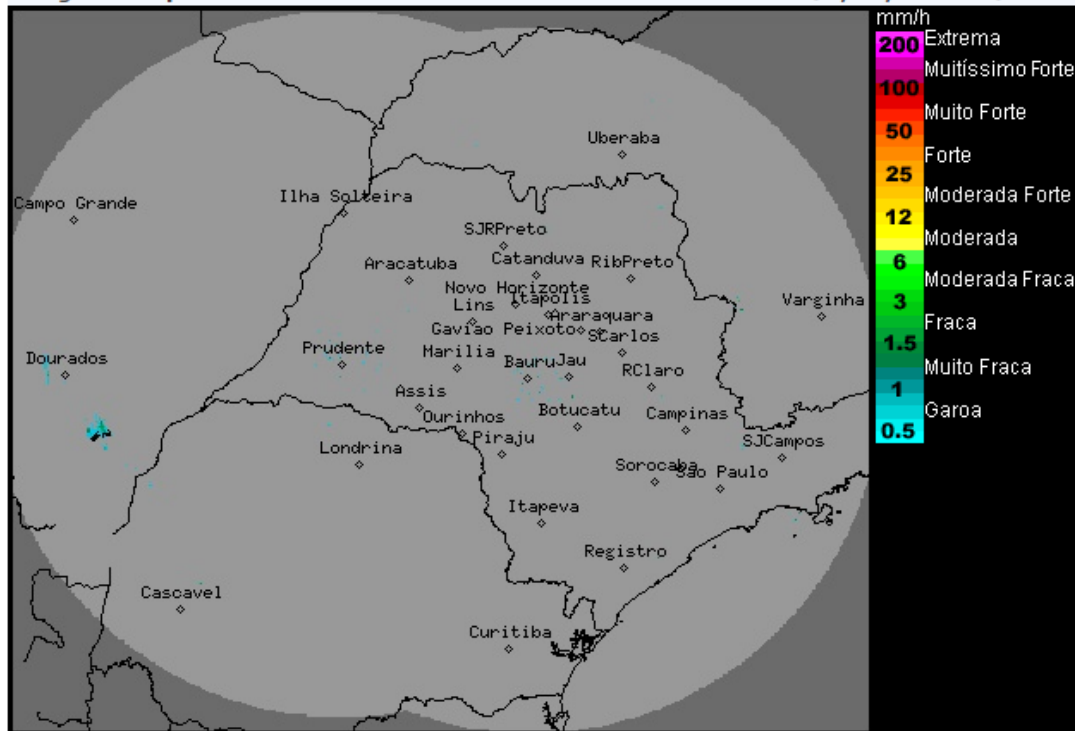 mm/h
200 Extrema
Muitíssimo Forte
100
Muito Forte
50
Forte
25
Moderada Forte
12
Moderada
6
Moderada Fraca
3
Fraca
1.5
Muito Fraca
1
Garoa
0.5
Uberaba
Campo Grande
Ilha Solteira
SJRPreto
Catanduva
RibPreto
Aracatuba
Novo Horizonte
Itapolis
Lins
Araraquara
Varginha
Gaviao Peixoto
SCarlos
Prudente
Marilia
Dourados
Bauru
Jau
RClaro
Assis
Botucatu
Campinas
Ourinhos
Piraju
SJCampos
Londrina
Sorocaba
Sao Paulo
Itapeva
Registro
Cascavel
Curitiba